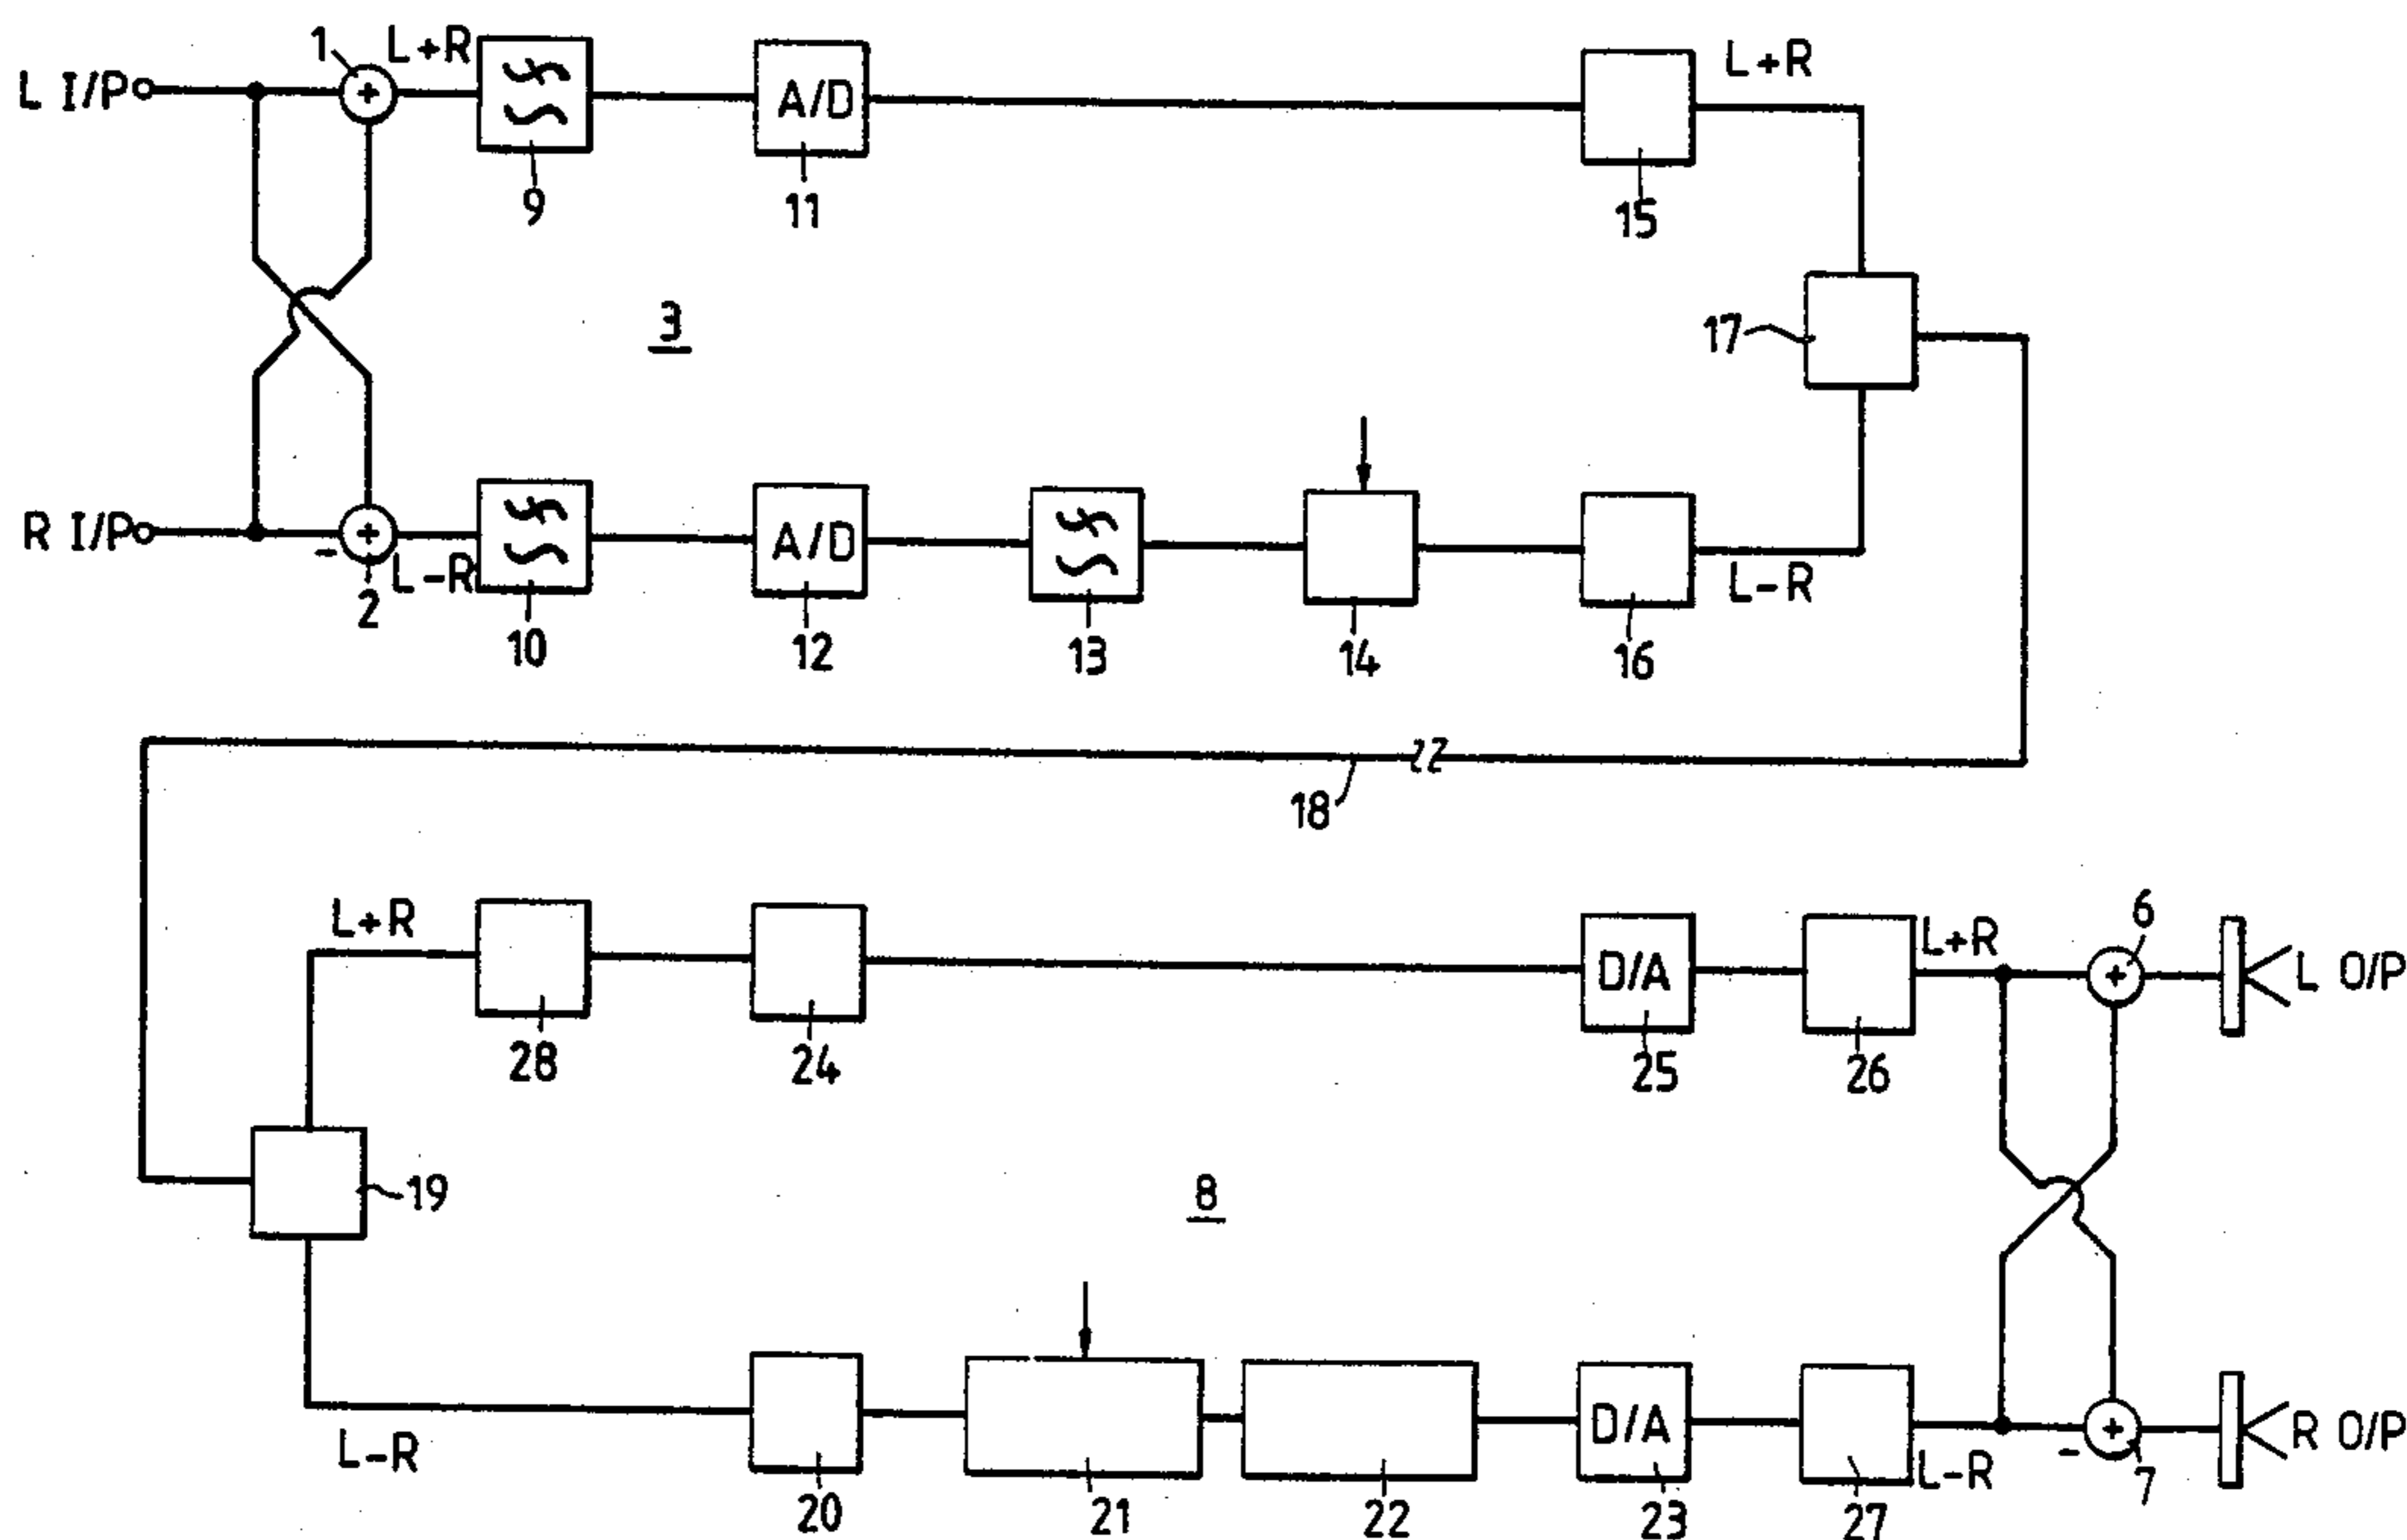 1 L+R
L I/P
+
A/D
L+R
9
11
15
3
17
R I/P
-
+
L-R
2
A/D
L-R
10
12
13
14
16
18
L+R
28
24
D/A
25
26
L+R
6
+
L O/P
19
8
L-R
20
21
22
D/A
23
27
L-R
-
+
7
R O/P